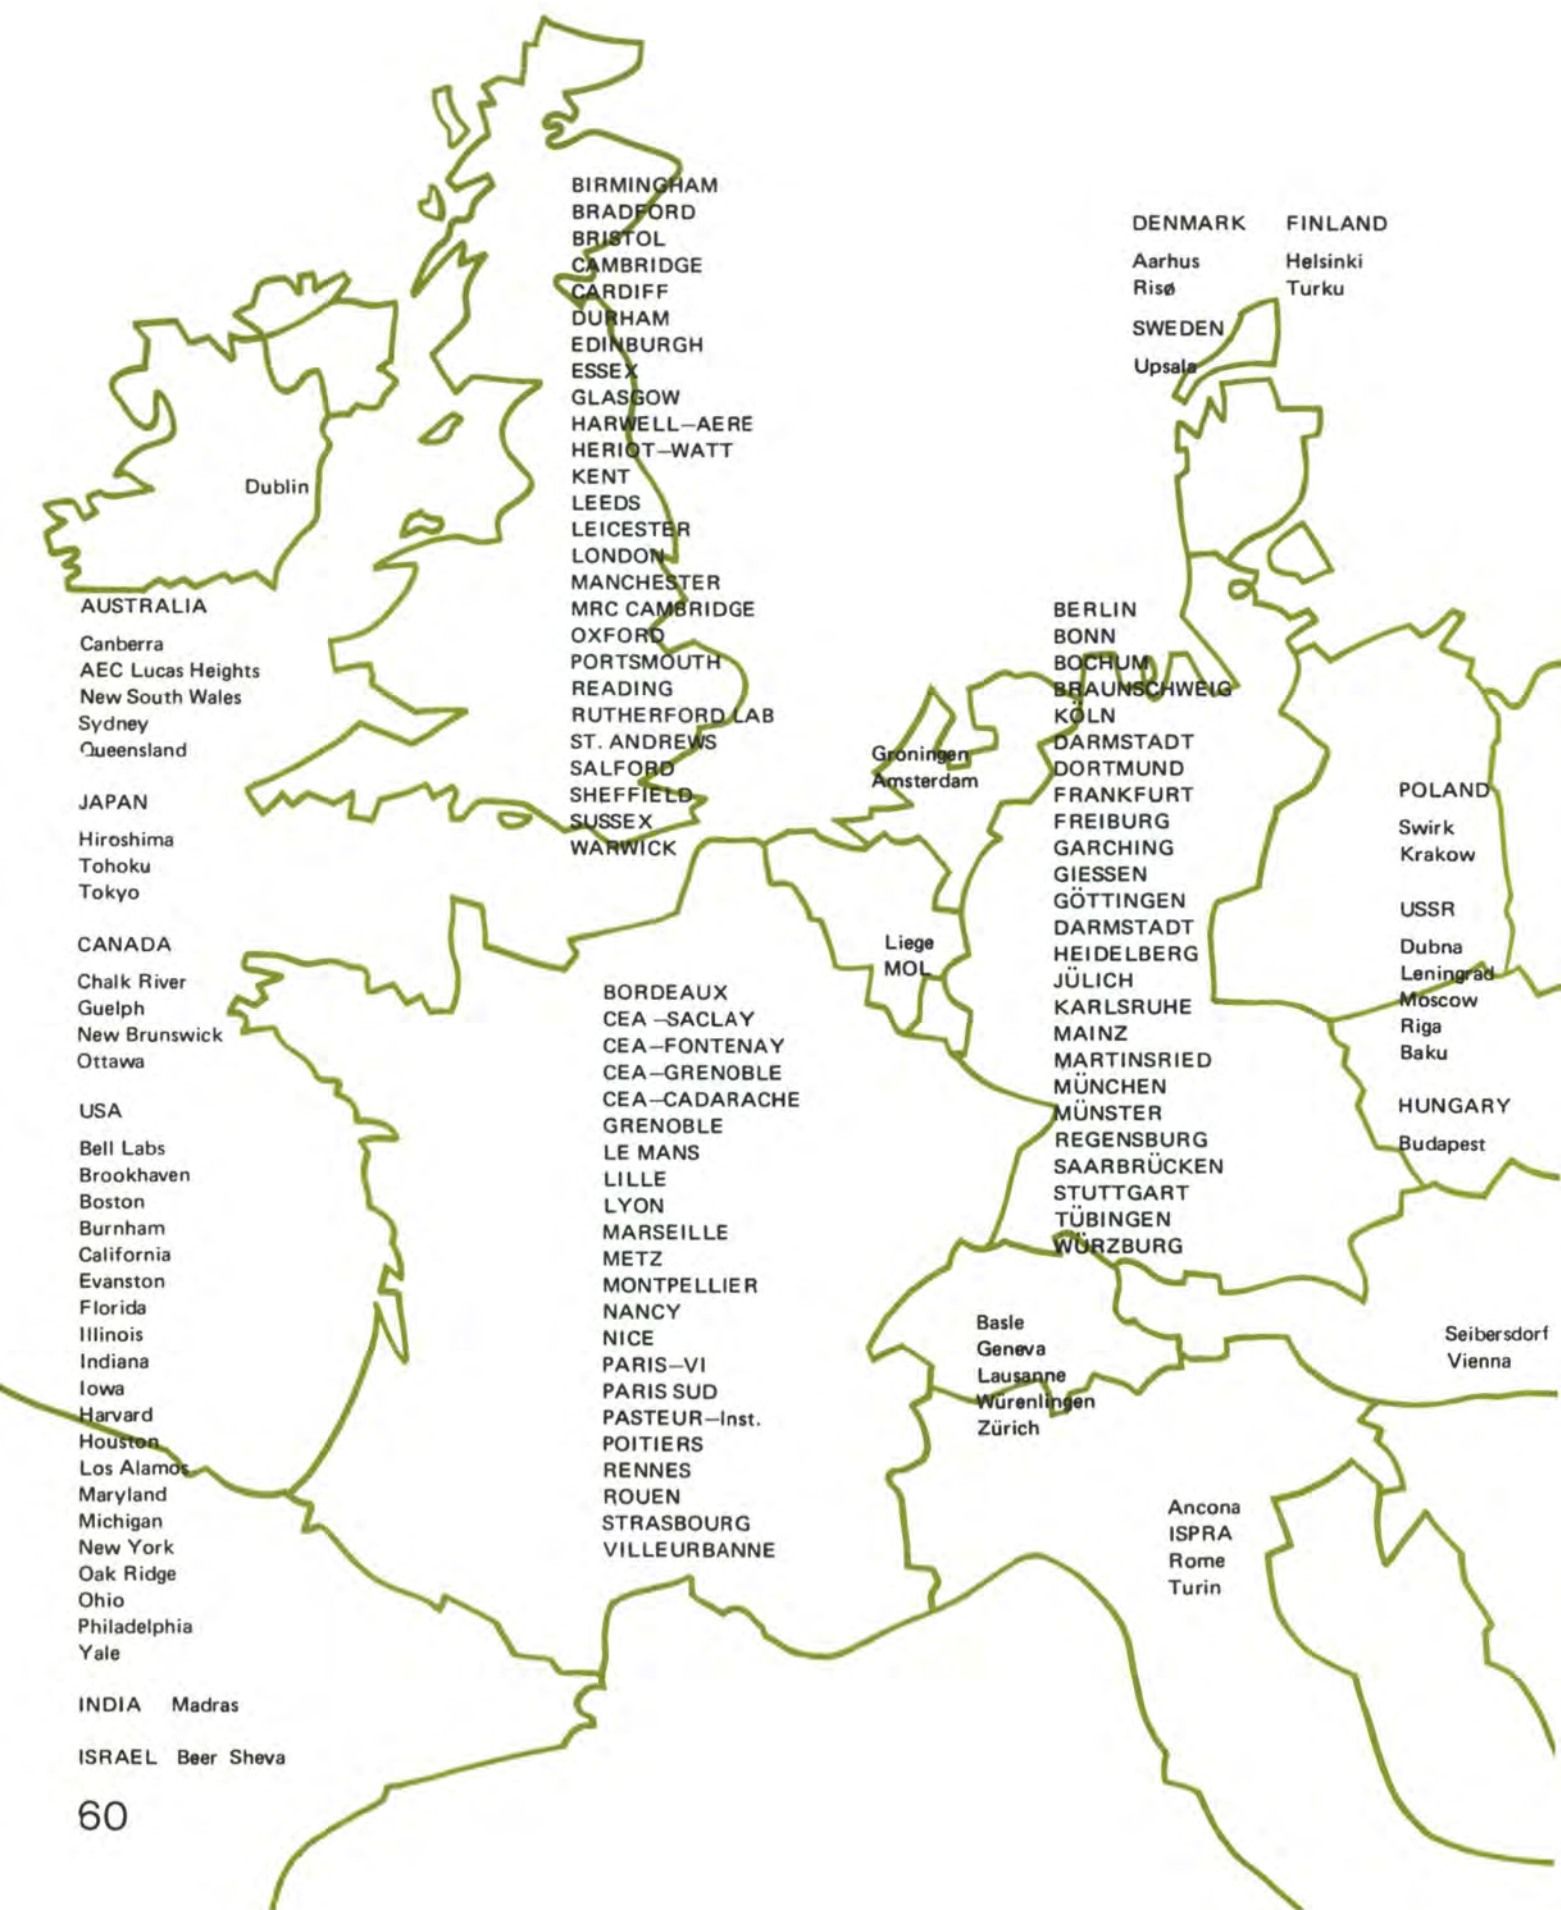 BIRMINGHAM
BRADFORD
BRISTOL
CAMBRIDGE
CARDIFF
DURHAM
EDINBURGH
ESSEX
GLASGOW
HARWELL–AERE
HERIOT–WATT
KENT
LEEDS
LEICESTER
LONDON
MANCHESTER
MRC CAMBRIDGE
OXFORD
PORTSMOUTH
READING
RUTHERFORD LAB
ST. ANDREWS
SALFORD
SHEFFIELD
SUSSEX
WARWICK
DENMARK
Aarhus
Risø
FINLAND
Helsinki
Turku
SWEDEN
Upsala
Dublin
AUSTRALIA
Canberra
AEC Lucas Heights
New South Wales
Sydney
Queensland
JAPAN
Hiroshima
Tohoku
Tokyo
CANADA
Chalk River
Guelph
New Brunswick
Ottawa
USA
Bell Labs
Brookhaven
Boston
Burnham
California
Evanston
Florida
Illinois
Indiana
Iowa
Harvard
Houston
Los Alamos
Maryland
Michigan
New York
Oak Ridge
Ohio
Philadelphia
Yale
INDIA Madras
ISRAEL Beer Sheva
Groningen
Amsterdam
Liege
MOL
BORDEAUX
CEA –SACLAY
CEA–FONTENAY
CEA–GRENOBLE
CEA–CADARACHE
GRENOBLE
LE MANS
LILLE
LYON
MARSEILLE
METZ
MONTPELLIER
NANCY
NICE
PARIS–VI
PARIS SUD
PASTEUR–Inst.
POITIERS
RENNES
ROUEN
STRASBOURG
VILLEURBANNE
BERLIN
BONN
BOCHUM
BRAUNSCHWEIG
KÖLN
DARMSTADT
DORTMUND
FRANKFURT
FREIBURG
GARCHING
GIESSEN
GÖTTINGEN
DARMSTADT
HEIDELBERG
JÜLICH
KARLSRUHE
MAINZ
MARTINSRIED
MÜNCHEN
MÜNSTER
REGENSBURG
SAARBRÜCKEN
STUTTGART
TÜBINGEN
WÜRZBURG
POLAND
Swirk
Krakow
USSR
Dubna
Leningrad
Moscow
Riga
Baku
HUNGARY
Budapest
Basle
Geneva
Lausanne
Würenlingen
Zürich
Seibersdorf
Vienna
Ancona
ISPRA
Rome
Turin
60